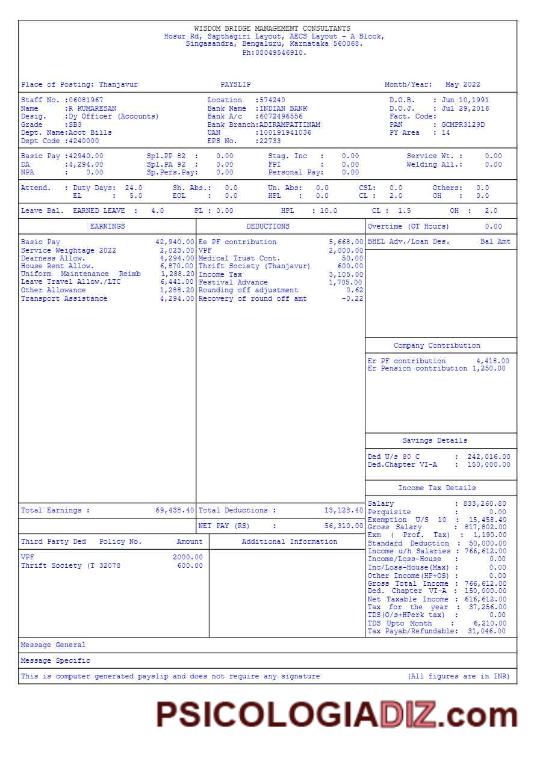 WISDOM BRIDGE MANAGEMENT CONSULTANTS
Hosur Rd, Sapthagiri Layout, AECS Layout - A Block,
Singasandra, Bengaluru, Karnataka 560068.
Ph:08049546910.
Place of Posting: Thanjavur PAYSLIP Month/Year: May 2022
Staff No. :06081967 Location :574240 D.O.B. : Jun 10,1991
Name :R KUMARESAN Bank Name :INDIAN BANK D.O.J. : Jul 29,2016
Desig. :Dy Officer (Accounts) Bank A/c :6072496556 Fact. Code:
Grade :SB3 Bank Branch:ADIRAMPATIINAM PAN : GCMPR3129D
Dept. Name:Acct Bills UAN :100191941036 PY Area : 14
Dept Code :4240000 EPS No. :22733
Basic Pay :42940.00 Spl.PP 82 : 0.00 Stag. Inc : 0.00 Service Wt. : 0.00
DA :4,294.00 Spl.PA 92 : 0.00 FPI : 0.00 Welding All.: 0.00
NPA : 0.00 Sp.Pers.Pay: 0.00 Personal Pay: 0.00
Attend. : Duty Days: 24.0 Sh. Abs.: 0.0 Un. Abs: 0.0 CSL: 0.0 Others: 0.0
EL : 5.0 EOL : 0.0 HPL : 0.0 CL : 2.0 OH : 0.0
Leave Bal. EARNED LEAVE : 4.0 PL : 0.00 HPL : 10.0 CL : 1.5 OH : 2.0
EARNINGS DEDUCTIONS Overtime (OT Hours) 0.00
Basic Pay 42,940.00 Ee PF contribution 5,668.00 BHEL Adv./Loan Des. Bal Amt
Service Weightage 2022 2,023.00 VPF 2,000.00
Dearness Allow. 4,294.00 Medical Trust Cont. 50.00
House Rent Allow. 6,870.00 Thrift Society (Thanjavur) 600.00
Uniform Maintenance Reimb 1,288.20 Income Tax 3,105.00
Leave Travel Allow./LTC 6,441.00 Festival Advance 1,705.00
Other Allowance 1,288.20 Rounding off adjustment 0.62
Transport Assistance 4,294.00 Recovery of round off amt -0.22
Company Contribution
Er PF contribution 4,418.00
Er Pension contribution 1,250.00
Savings Details
Ded U/s 80 C : 242,016.00
Ded.Chapter VI-A : 150,000.00
Income Tax Details
Total Earnings : 69,438.40 Total Deductions : 13,128.40
NET PAY (RS) : 56,310.00
Salary : 833,260.80
Perquisite : 0.00
Exemption U/S 10 : 15,458.40
Gross Salary : 817,802.00
Exm ( Prof. Tax) : 1,190.00
Standard Deduction : 50,000.00
Income u/h Salaries : 766,612.00
Income/Loss-House : 0.00
Inc/Loss-House(Max) : 0.00
Other Income(HP+OS) : 0.00
Gross Total Income : 766,612.00
Ded. Chapter VI-A : 150,000.00
Net Taxable Income : 616,612.00
Tax for the year : 37,256.00
TDS(O/s+HPerk tax) : 0.00
TDS Upto Month : 6,210.00
Tax Payab/Refundable: 31,046.00
Third Party Ded Policy No. Amount Additional Information
VPF 2000.00
Thrift Society (T 32078 600.00
Message General
Message Specific
This is computer generated payslip and does not require any signature (All figures are in INR)
PSICOLOGIADIZ.com